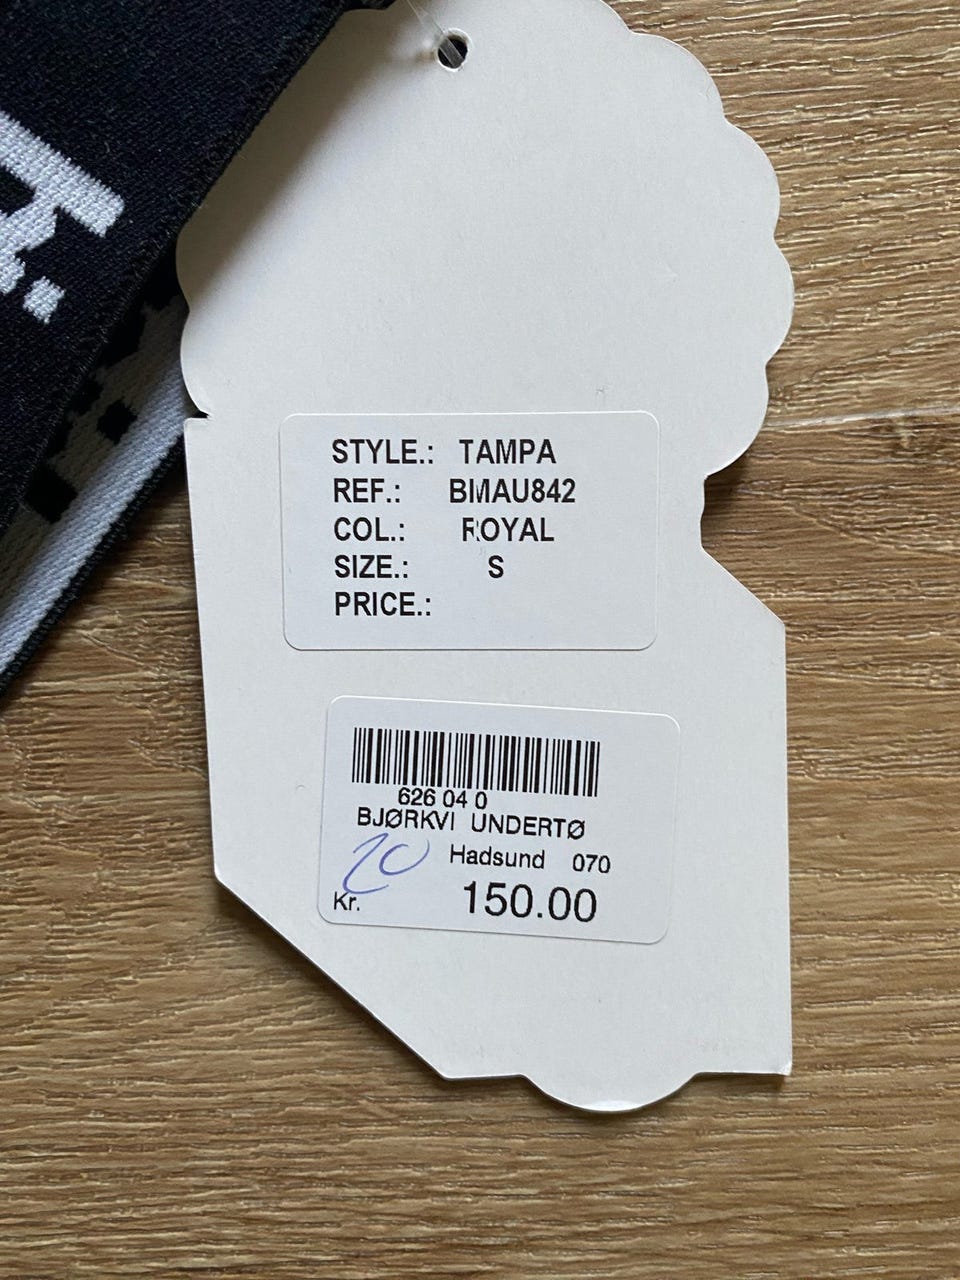 STYLE.: TAMPA
REF.: BMAU842
COL.: ROYAL
SIZE.: S
PRICE.:
626 04 0
BJØRKVI UNDERTØ
20
Hadsund 070
Kr. 150.00